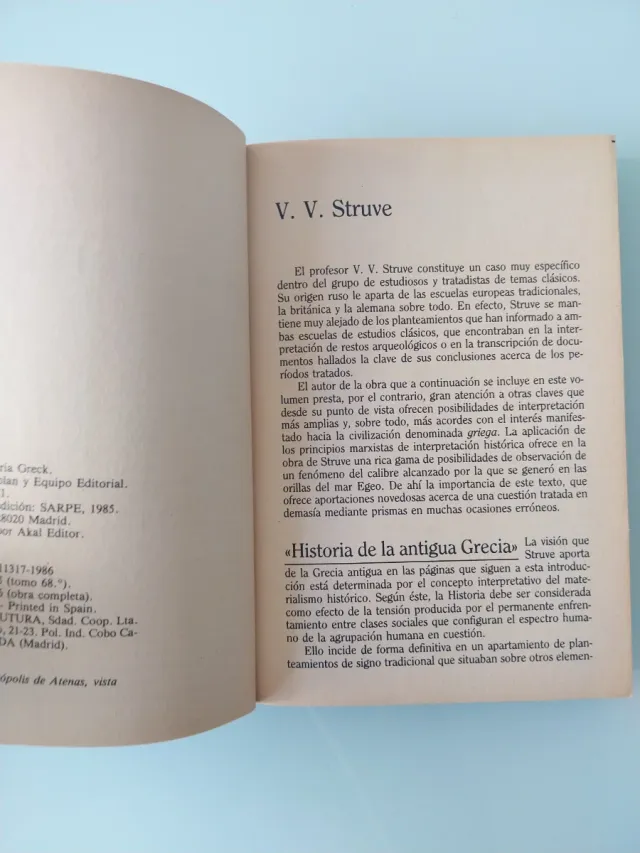 ria Greck.
plan y Equipo Editorial.
1.
dición: SARPE, 1985.
28020 Madrid.
por Akal Editor.
11317-1986
(tomo 68.°).
(obra completa).
- Printed in Spain.
UTURA, Sdad. Coop. Lta.
, 21-23. Pol. Ind. Cobo Ca-
DA (Madrid).
rópolis de Atenas, vista
V. V. Struve
El profesor V. V. Struve constituye un caso muy específico
dentro del grupo de estudiosos y tratadistas de temas clásicos.
Su origen ruso le aparta de las escuelas europeas tradicionales,
la británica y la alemana sobre todo. En efecto, Struve se man-
tiene muy alejado de los planteamientos que han informado a am-
bas escuelas de estudios clásicos, que encontraban en la inter-
pretación de restos arqueológicos o en la transcripción de docu-
mentos hallados la clave de sus conclusiones acerca de los pe-
ríodos tratados.
El autor de la obra que a continuación se incluye en este vo-
lumen presta, por el contrario, gran atención a otras claves que
desde su punto de vista ofrecen posibilidades de interpretación
más amplias y, sobre todo, más acordes con el interés manifes-
tado hacia la civilización denominada griega. La aplicación de
los principios marxistas de interpretación histórica ofrece en la
obra de Struve una rica gama de posibilidades de observación de
un fenómeno del calibre alcanzado por la que se generó en las
orillas del mar Egeo. De ahí la importancia de este texto, que
ofrece aportaciones novedosas acerca de una cuestión tratada en
demasía mediante prismas en muchas ocasiones erróneos.
«Historia de la antigua Grecia» La visión que
Struve aporta
de la Grecia antigua en las páginas que siguen a esta introduc-
ción está determinada por el concepto interpretativo del mate-
rialismo histórico. Según éste, la Historia debe ser considerada
como efecto de la tensión producida por el permanente enfren-
tamiento entre clases sociales que configuran el espectro huma-
no de la agrupación humana en cuestión.
Ello incide de forma definitiva en un apartamiento de plan-
teamientos de signo tradicional que situaban sobre otros elemen-